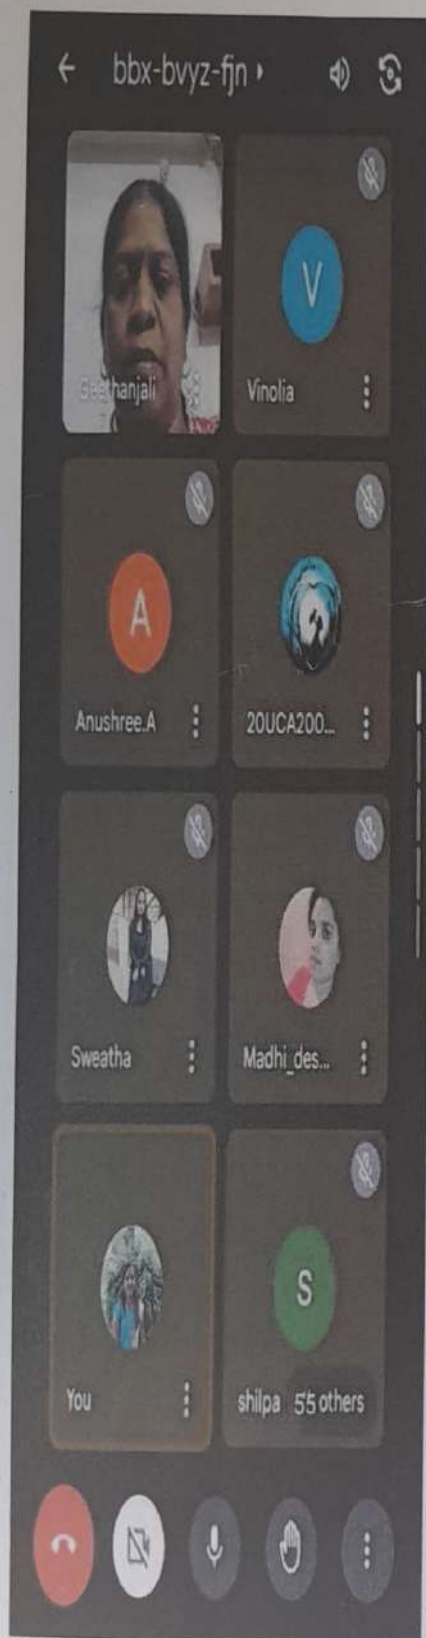 bbx-bvyz-fjn
Geethanjali
V
Vinolia
A
Anushree.A
20UCA200...
Sweatha
Madhi_des...
You
S
shilpa 55 others